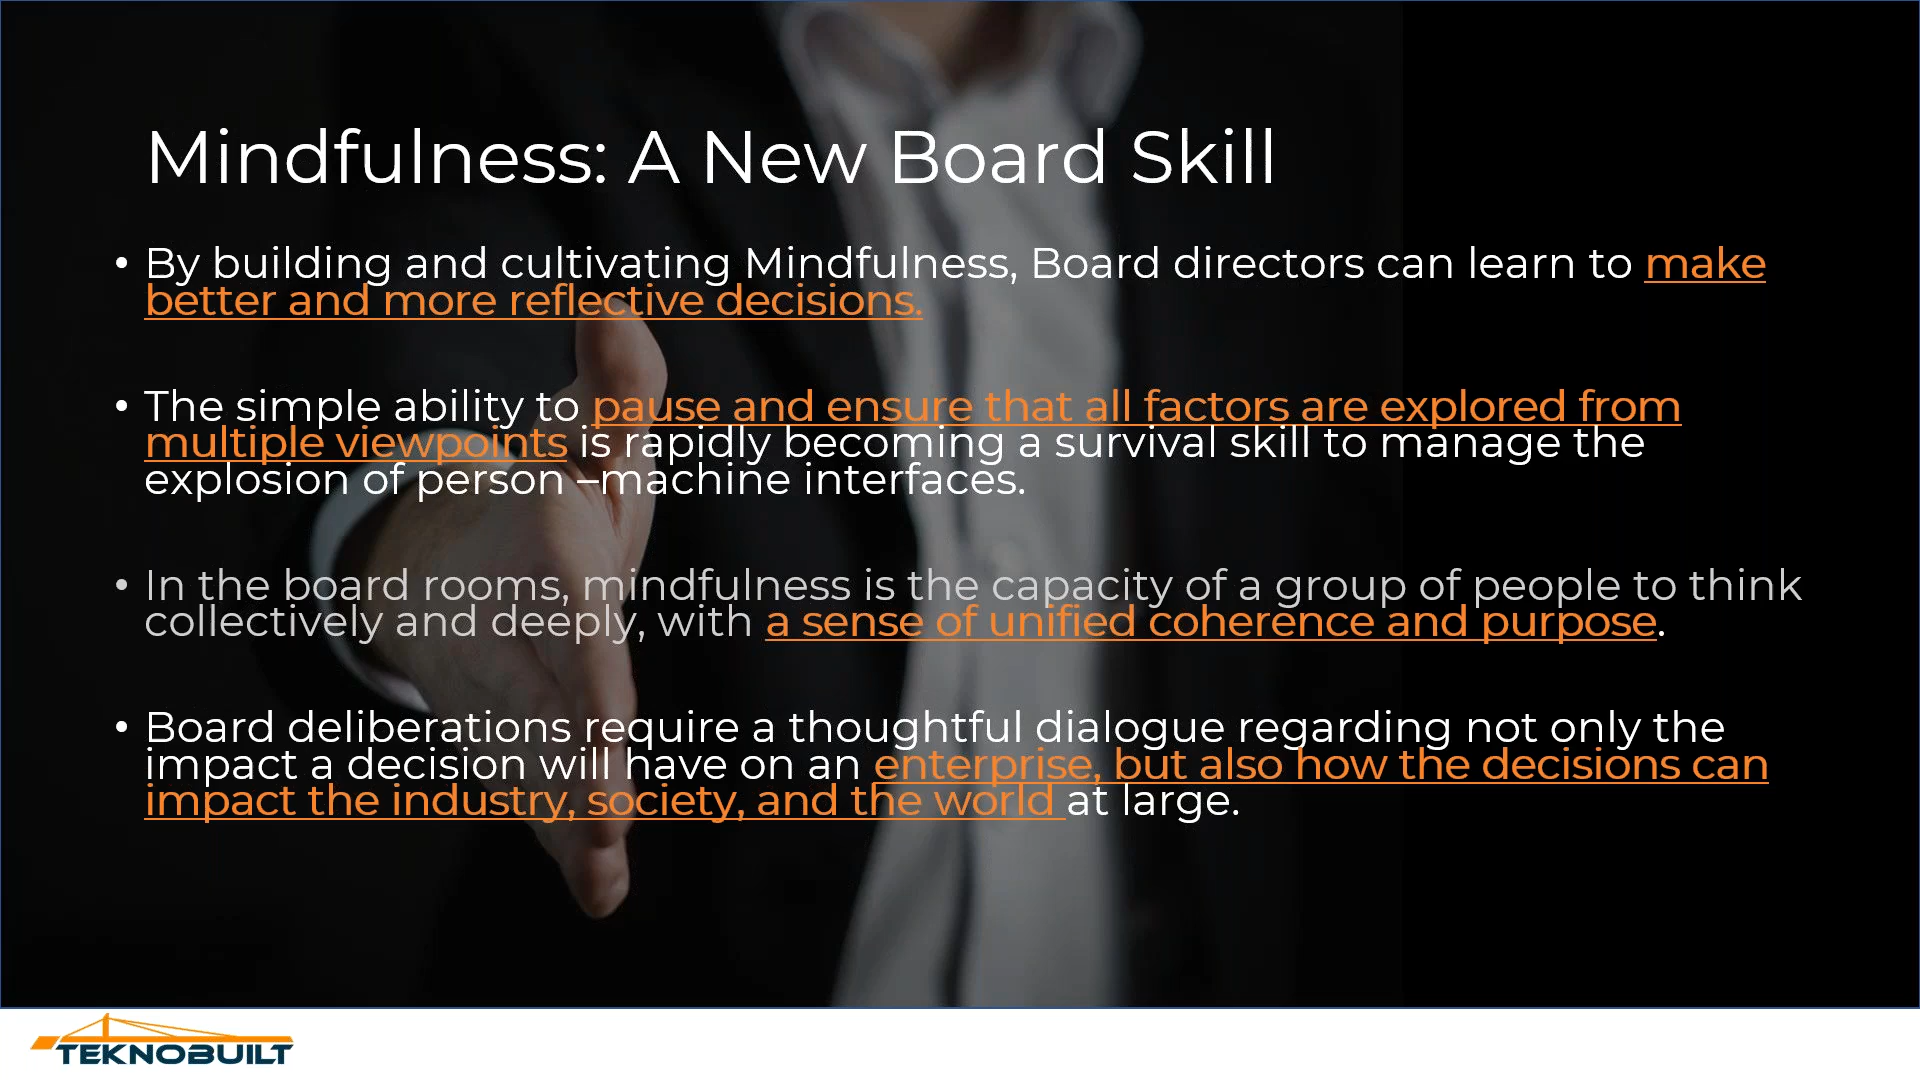 Mindfulness: A New Board Skill
• By building and cultivating Mindfulness, Board directors can learn to make
better and more reflective decisions.
• The simple ability to pause and ensure that all factors are explored from
multiple viewpoints is rapidly becoming a survival skill to manage the
explosion of person –machine interfaces.
• In the board rooms, mindfulness is the capacity of a group of people to think
collectively and deeply, with a sense of unified coherence and purpose.
• Board deliberations require a thoughtful dialogue regarding not only the
impact a decision will have on an enterprise, but also how the decisions can
impact the industry, society, and the world at large.
TEKNOBUILT